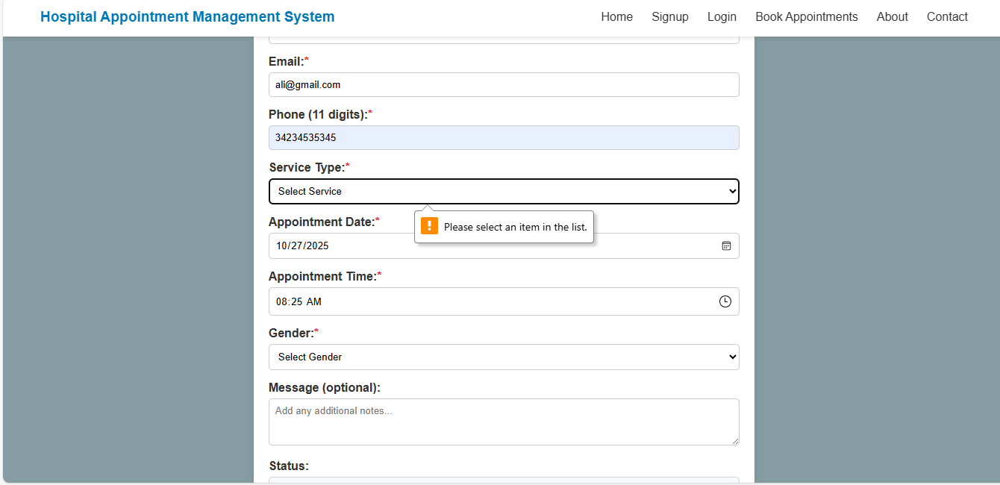 Hospital Appointment Management System Home Signup Login Book Appointments About Contact
Email:*
ali@gmail.com
Phone (11 digits):*
34234535345
Service Type:*
Select Service
Please select an item in the list.
Appointment Date:*
10/27/2025
Appointment Time:*
08:25 AM
Gender:*
Select Gender
Message (optional):
Add any additional notes...
Status: